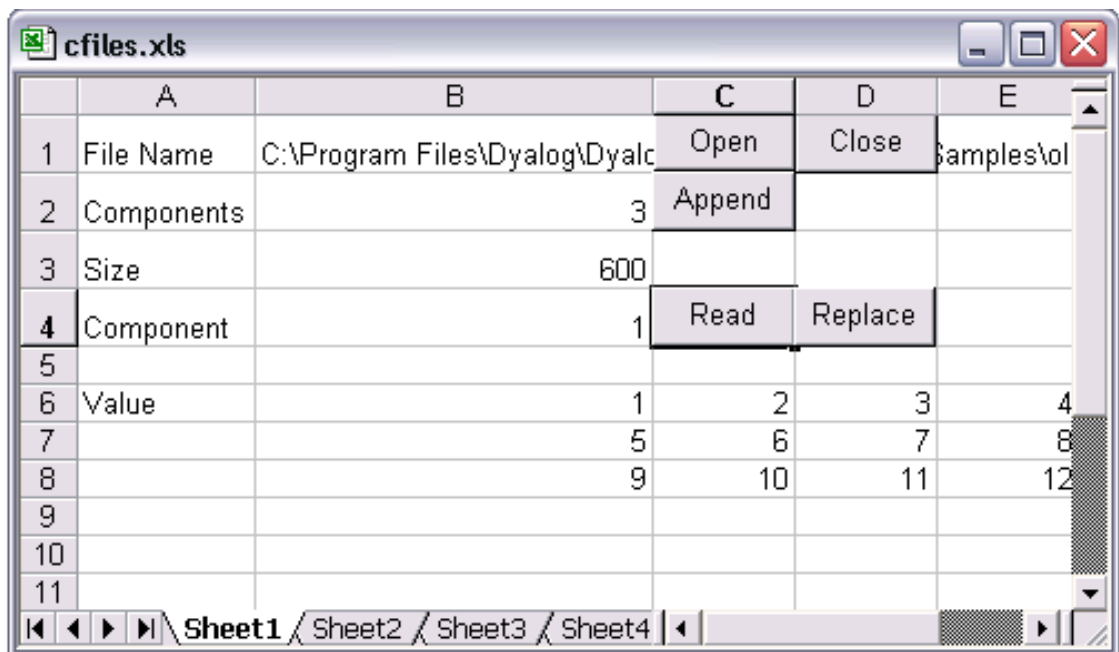 cfiles.xls
A B C D E
1 File Name C:\Program Files\Dyalog\Dyalo Open Close Samples\ol
2 Components 3 Append
3 Size 600
4 Component 1 Read Replace
5
6 Value 1 2 3 4
7 5 6 7 8
8 9 10 11 12
9
10
11
Sheet1 Sheet2 Sheet3 Sheet4